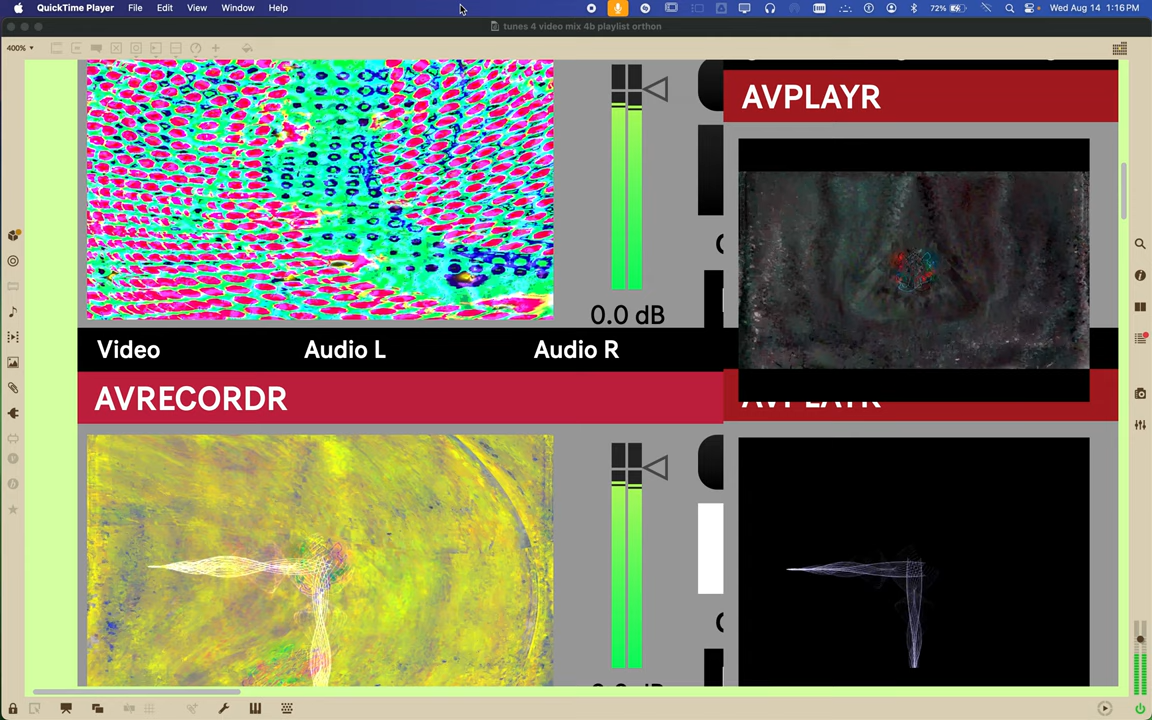 QuickTime Player File Edit View Window Help 72% Wed Aug 14 1:16 PM
tunes 4 video mix 4b playlist orthon
400%
AVPLAYR
0.0 dB
Video Audio L Audio R
AVRECORDR
AVPLAYR